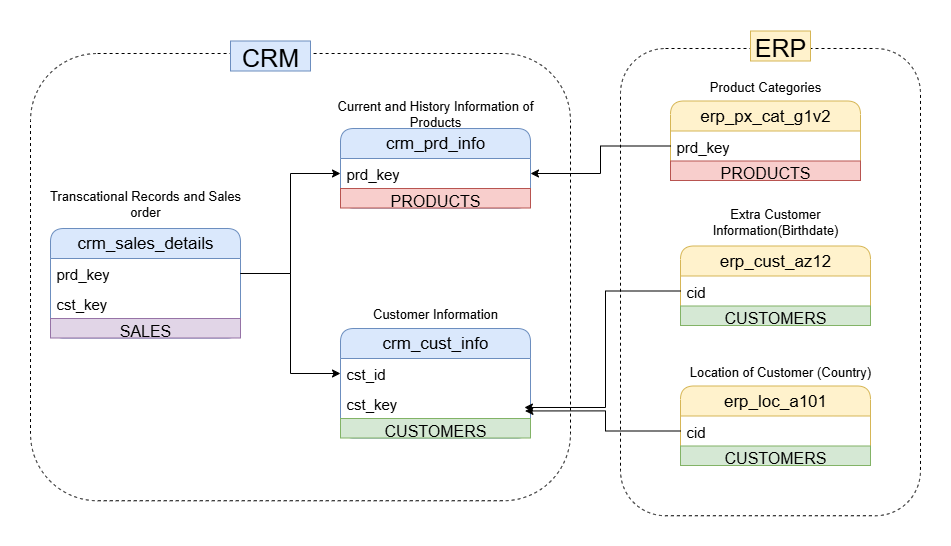 CRM
ERP
Current and History Information of
Products
crm_prd_info
prd_key
PRODUCTS
Transcational Records and Sales
order
crm_sales_details
prd_key
cst_key
SALES
Customer Information
crm_cust_info
cst_id
cst_key
CUSTOMERS
Product Categories
erp_px_cat_g1v2
prd_key
PRODUCTS
Extra Customer
Information(Birthdate)
erp_cust_az12
cid
CUSTOMERS
Location of Customer (Country)
erp_loc_a101
cid
CUSTOMERS